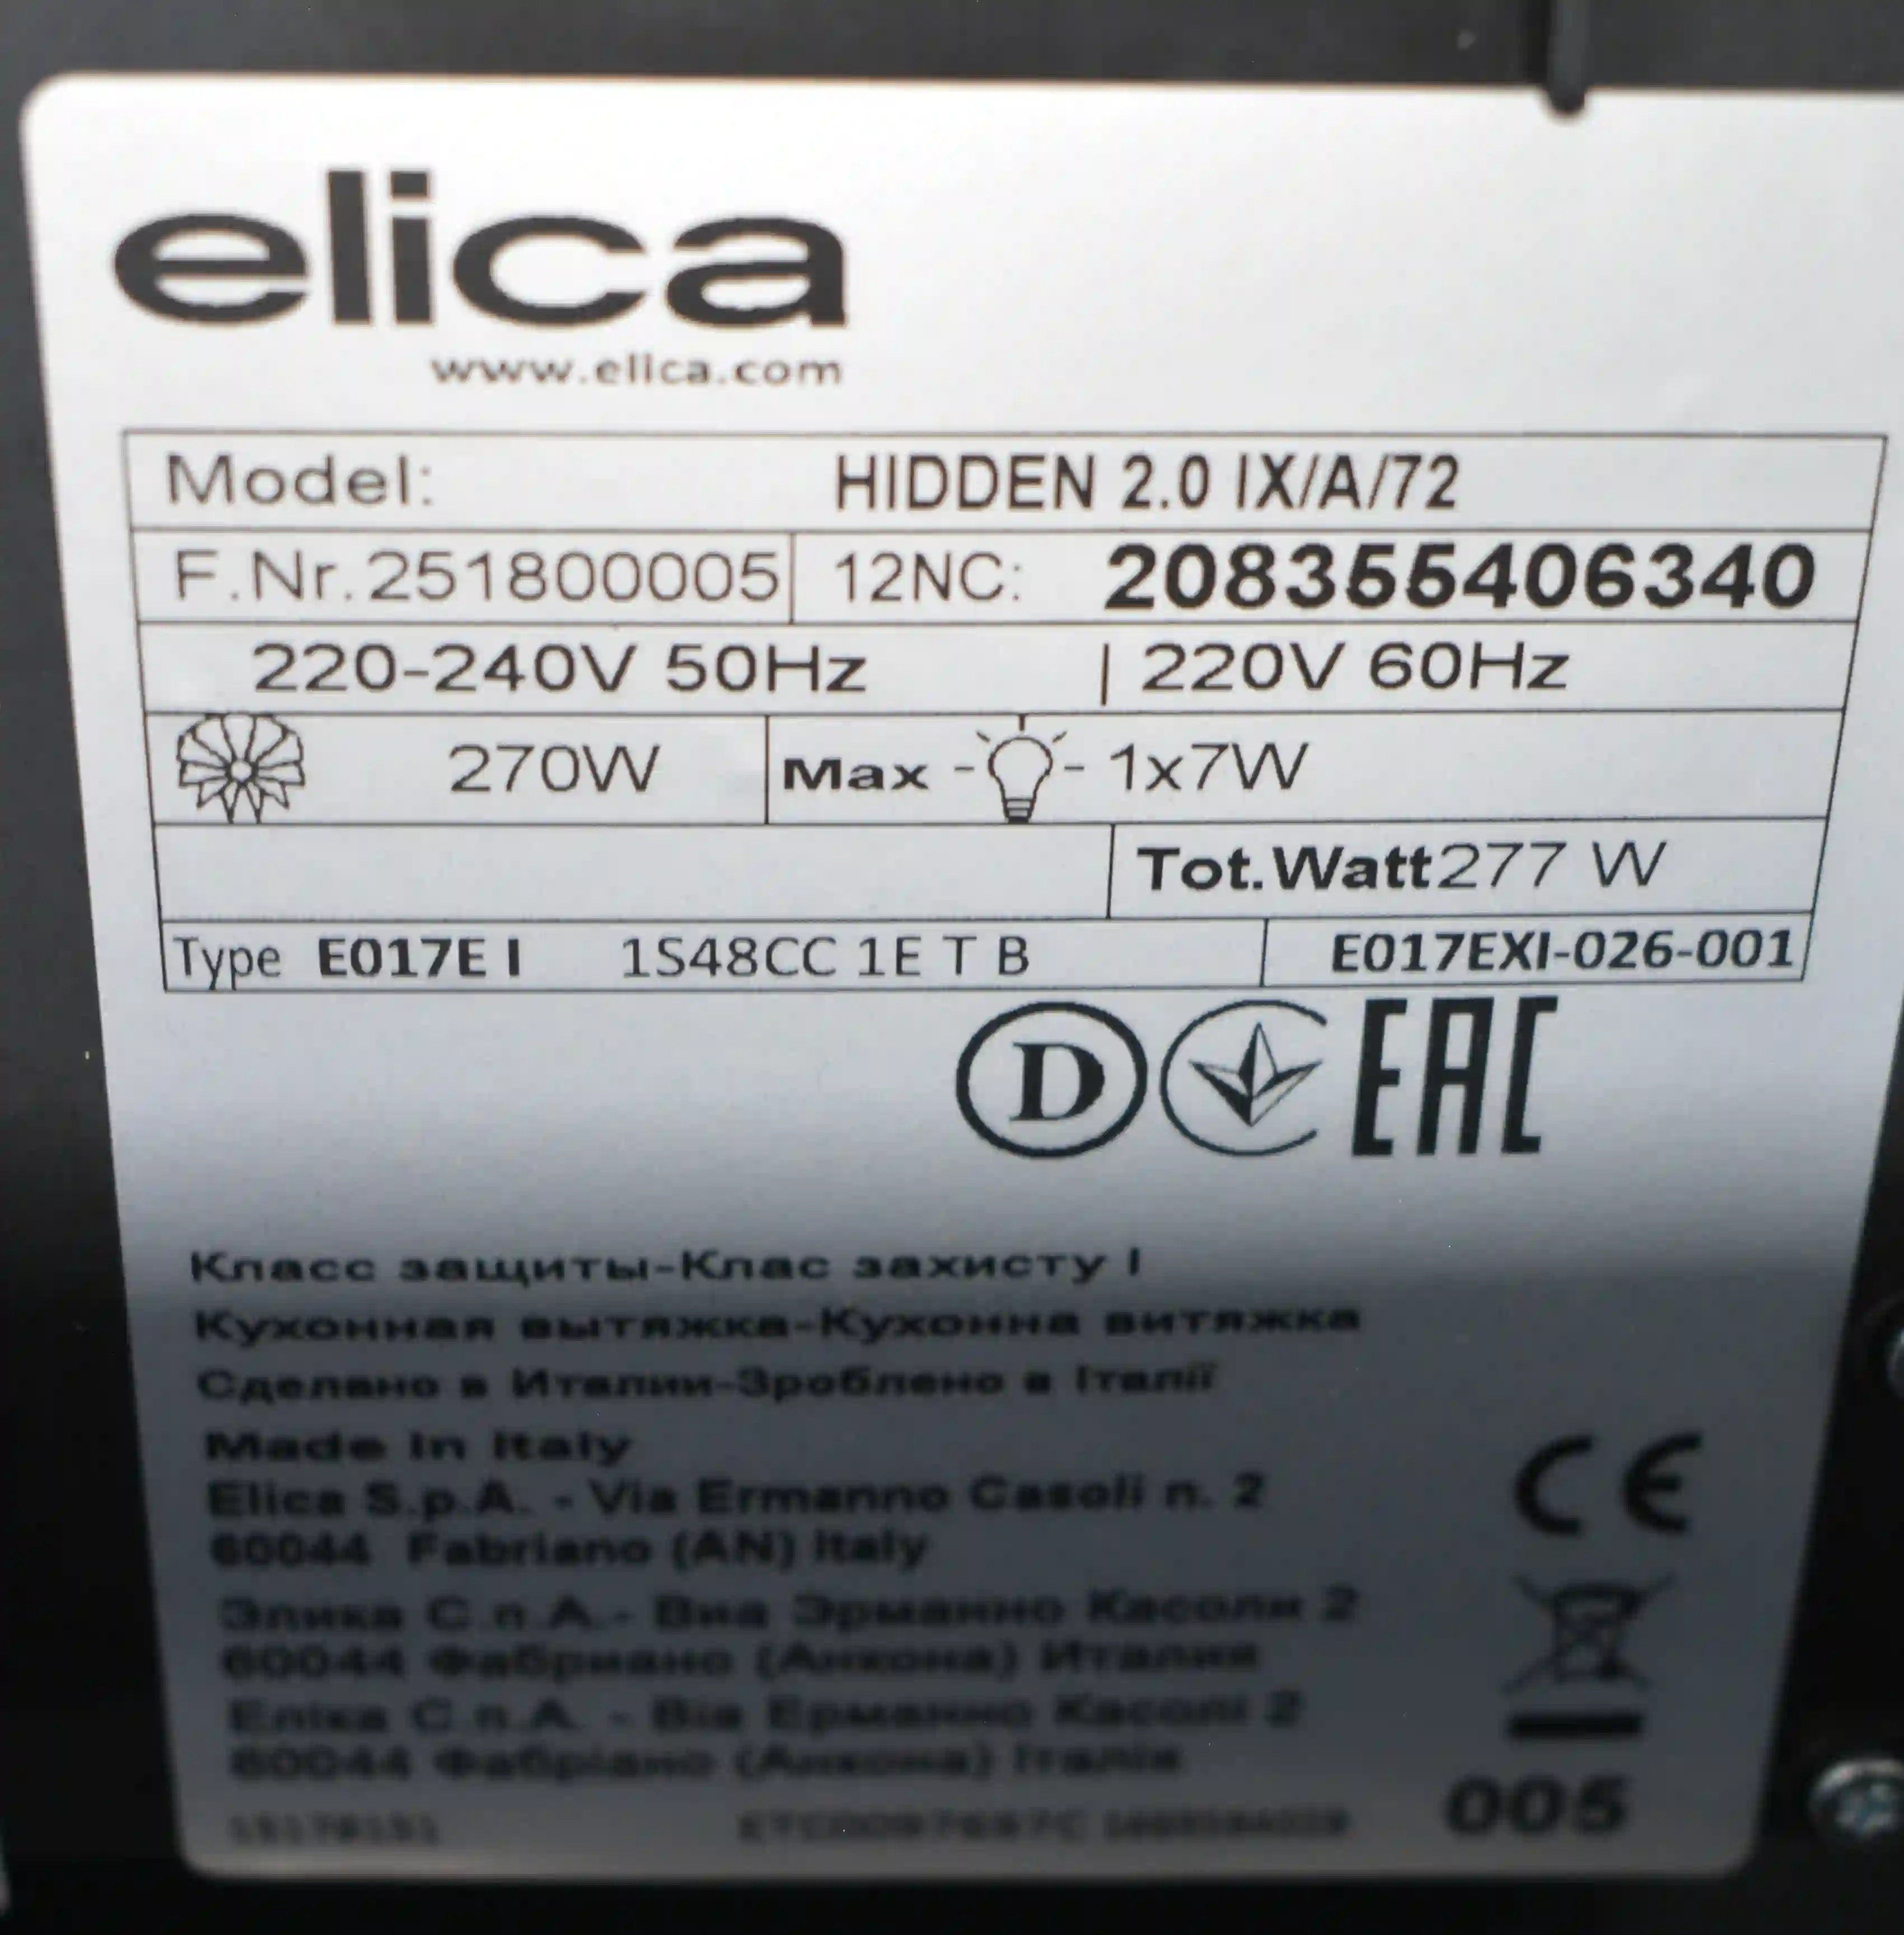 elica
www.elica.com
Model: HIDDEN 2.0 IX/A/72
F.Nr.251800005 12NC: 208355406340
220-240V 50Hz | 220V 60Hz
270W Max 1x7W
Tot.Watt277 W
Type E017E I 1S48CC 1E T B E017EXI-026-001
D EAC
Класс защиты-Клас захисту I
Кухонная вытяжка-Кухонна витяжка
Сделано в Италии-Зроблено в Італії
Made in Italy
Elica S.p.A. - Via Ermanno Casoli n. 2
60044 Fabriano (AN) Italy
CE
Элика С.п.А.- Виа Эрманно Касоли 2
60044 Фабриано (Анкона) Италия
Еліка С.п.А. - Віа Ерманно Касолі 2
60044 Фабріано (Анкона) Італія
005